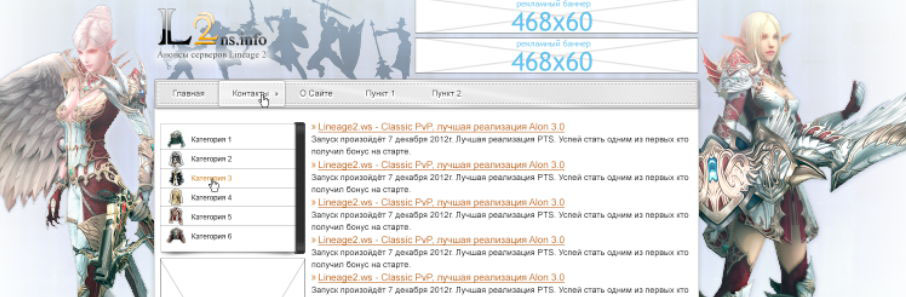 L2ns.info
Анонсы серверов Lineage 2
рекламный баннер
468x60
рекламный баннер
468x60
Главная
Контакты
О Сайте
Пункт 1
Пункт 2
Категория 1
Категория 2
Категория 3
Категория 4
Категория 5
Категория 6
» Lineage2.ws - Classic PvP, лучшая реализация Alon 3.0
Запуск произойдёт 7 декабря 2012г. Лучшая реализация PTS. Успей стать одним из первых кто
получил бонус на старте.
» Lineage2.ws - Classic PvP, лучшая реализация Alon 3.0
Запуск произойдёт 7 декабря 2012г. Лучшая реализация PTS. Успей стать одним из первых кто
получил бонус на старте.
» Lineage2.ws - Classic PvP, лучшая реализация Alon 3.0
Запуск произойдёт 7 декабря 2012г. Лучшая реализация PTS. Успей стать одним из первых кто
получил бонус на старте.
» Lineage2.ws - Classic PvP, лучшая реализация Alon 3.0
Запуск произойдёт 7 декабря 2012г. Лучшая реализация PTS. Успей стать одним из первых кто
получил бонус на старте.
» Lineage2.ws - Classic PvP, лучшая реализация Alon 3.0
Запуск произойдёт 7 декабря 2012г. Лучшая реализация PTS. Успей стать одним из первых кто